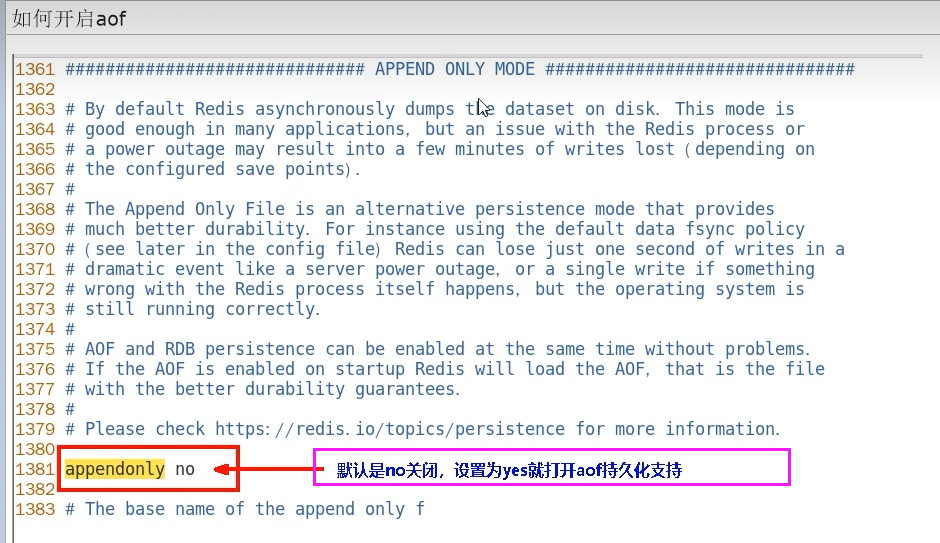 如何开启aof
1361 ############################## APPEND ONLY MODE ###############################
1362
1363 # By default Redis asynchronously dumps the dataset on disk. This mode is
1364 # good enough in many applications, but an issue with the Redis process or
1365 # a power outage may result into a few minutes of writes lost (depending on
1366 # the configured save points).
1367 #
1368 # The Append Only File is an alternative persistence mode that provides
1369 # much better durability. For instance using the default data fsync policy
1370 # (see later in the config file) Redis can lose just one second of writes in a
1371 # dramatic event like a server power outage, or a single write if something
1372 # wrong with the Redis process itself happens, but the operating system is
1373 # still running correctly.
1374 #
1375 # AOF and RDB persistence can be enabled at the same time without problems.
1376 # If the AOF is enabled on startup Redis will load the AOF, that is the file
1377 # with the better durability guarantees.
1378 #
1379 # Please check https://redis.io/topics/persistence for more information.
1380
1381 appendonly no 默认是no关闭，设置为yes就打开aof持久化支持
1382
1383 # The base name of the append only f